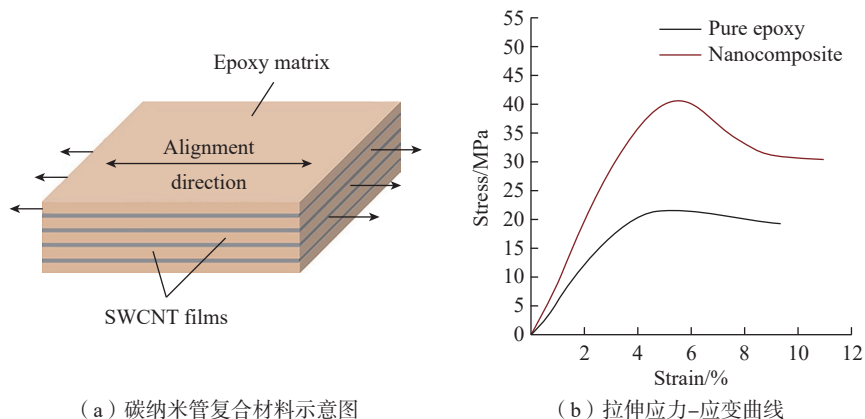 Epoxy matrix
Alignment
direction
SWCNT films
（a）碳纳米管复合材料示意图
55
50
45
40
35
30
25
20
15
10
5
0
2
4
6
8
10
12
Stress/MPa
Strain/%
Pure epoxy
Nanocomposite
（b）拉伸应力–应变曲线